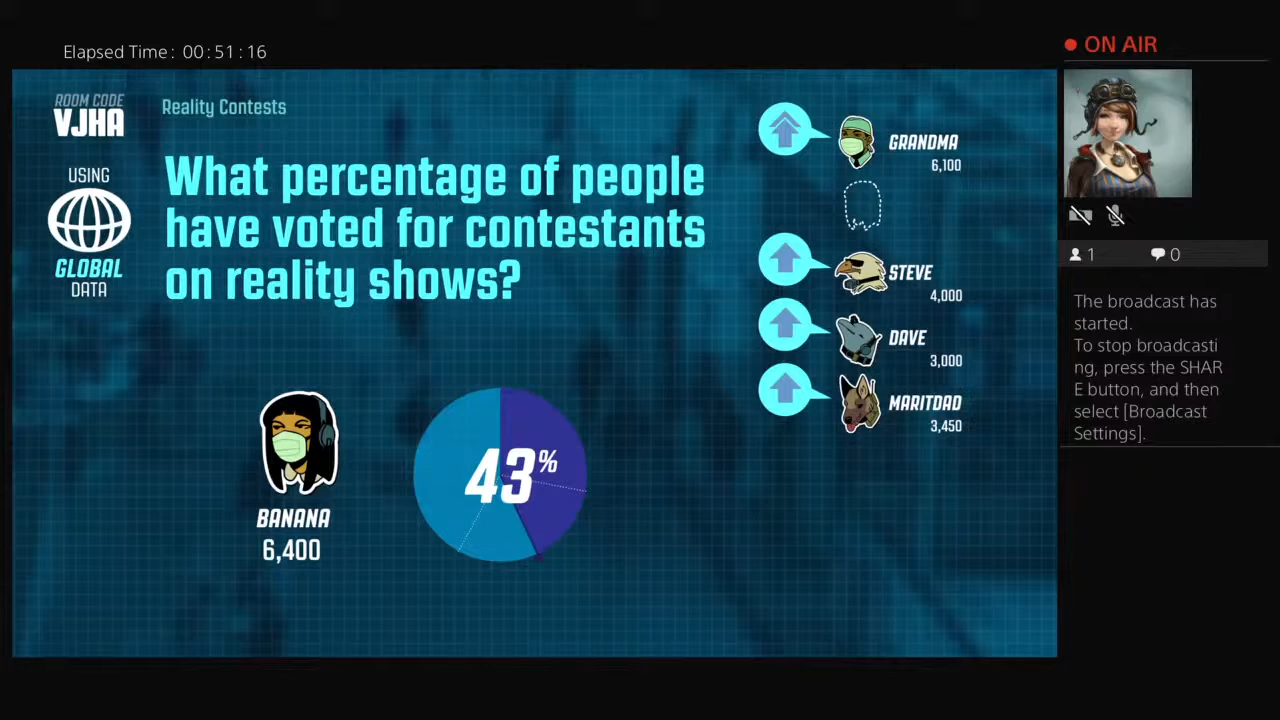 Elapsed Time: 00:51:16
ON AIR
ROOM CODE
VJHA
Reality Contests
USING
GLOBAL
DATA
What percentage of people
have voted for contestants
on reality shows?
GRANDMA
6,100
STEVE
4,000
DAVE
3,000
MARITDAD
3,450
BANANA
6,400
43%
1
0
The broadcast has
started.
To stop broadcasti
ng, press the SHAR
E button, and then
select [Broadcast
Settings].